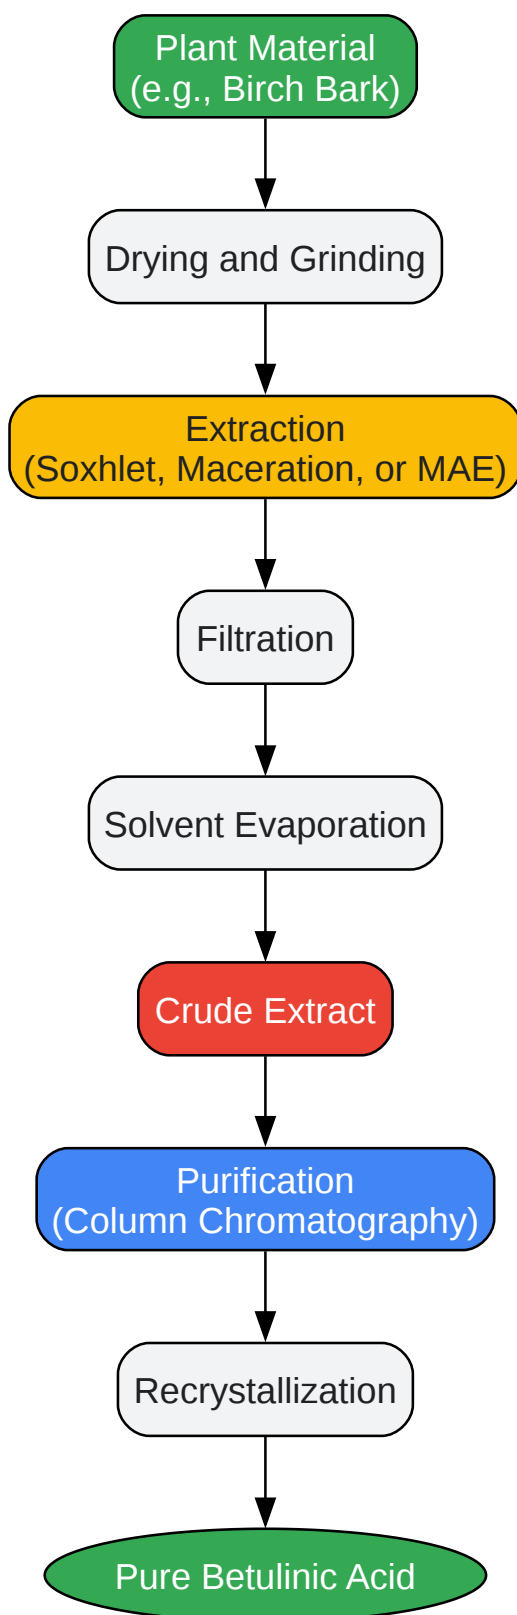 Plant Material
(e.g., Birch Bark)
Drying and Grinding
Extraction
(Soxhlet, Maceration, or MAE)
Filtration
Solvent Evaporation
Crude Extract
Purification
(Column Chromatography)
Recrystallization
Pure Betulinic Acid